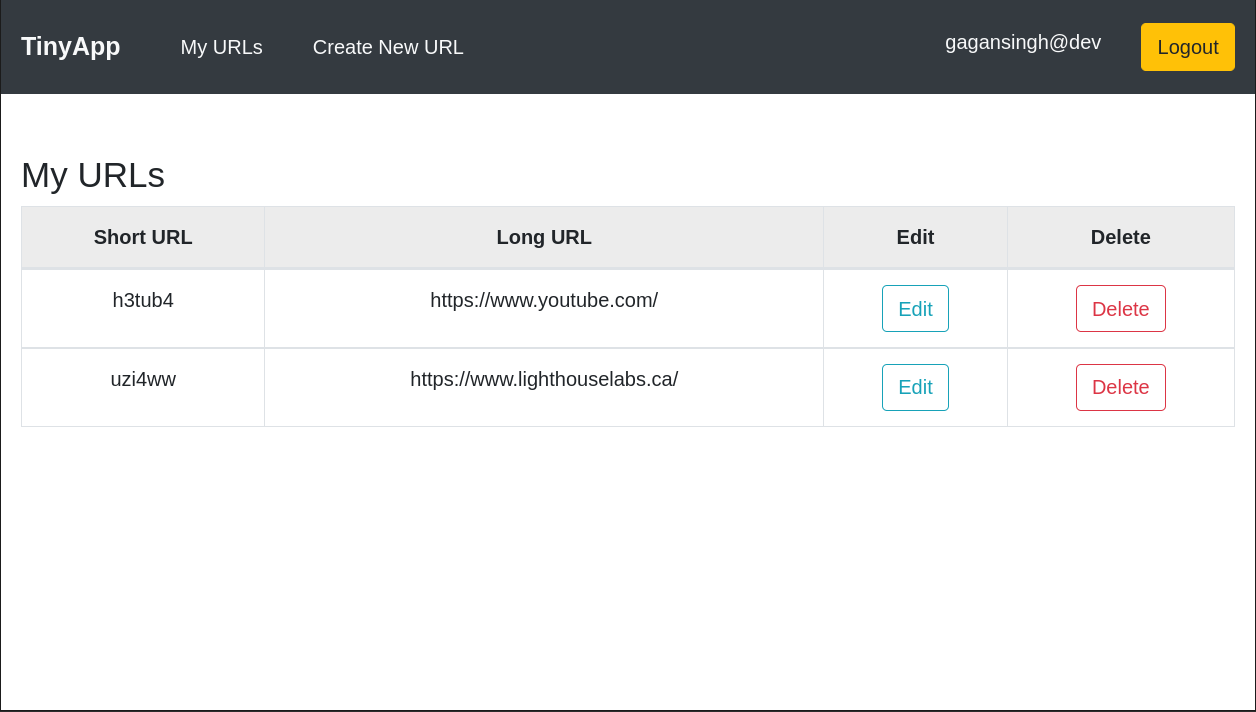 TinyApp My URLs Create New URL gagansingh@dev Logout
My URLs
Short URL Long URL Edit Delete
h3tub4 https://www.youtube.com/ Edit Delete
uzi4ww https://www.lighthouselabs.ca/ Edit Delete